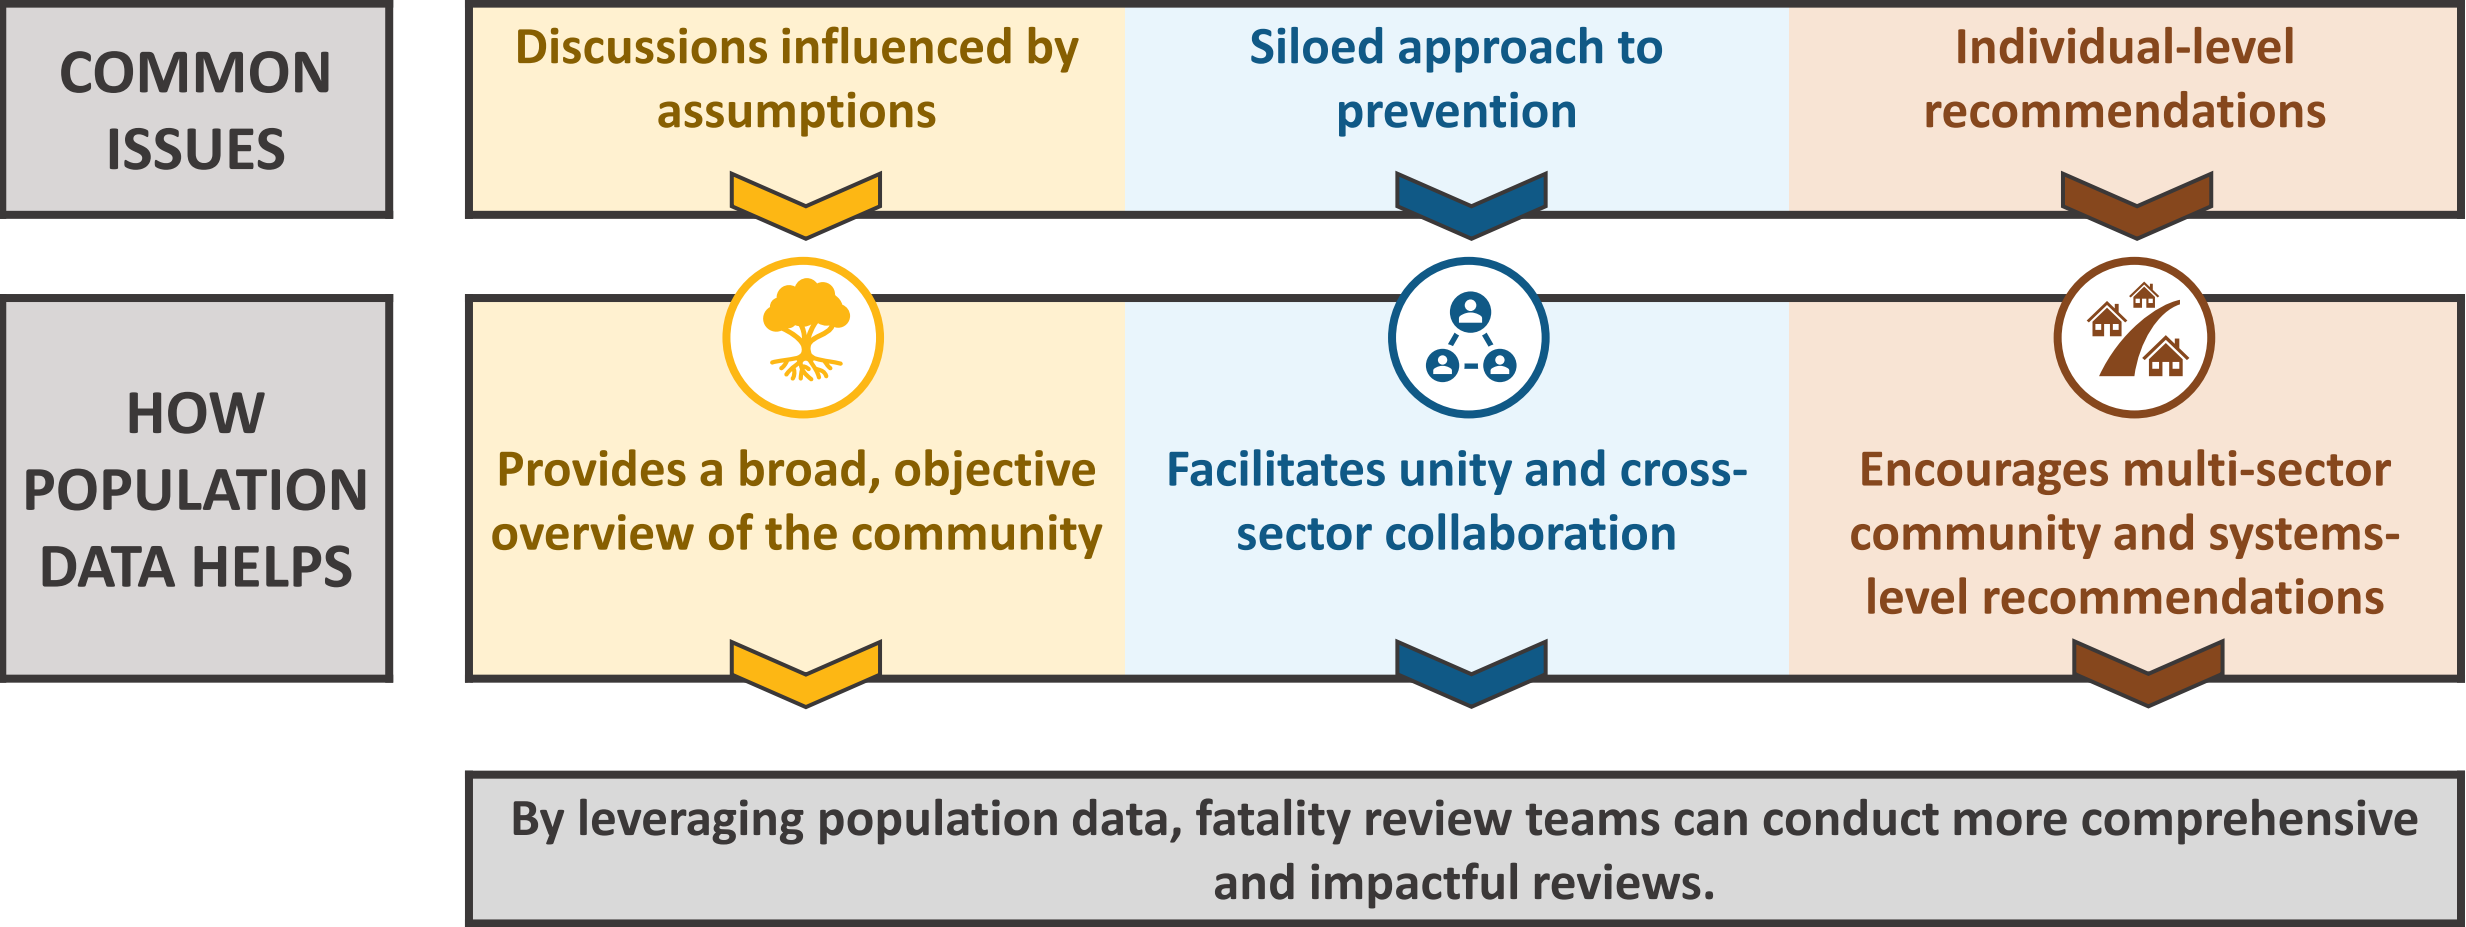 COMMON
ISSUES
Discussions influenced by
assumptions
Siloed approach to
prevention
Individual-level
recommendations
HOW
POPULATION
DATA HELPS
Provides a broad, objective
overview of the community
Facilitates unity and cross-
sector collaboration
Encourages multi-sector
community and systems-
level recommendations
By leveraging population data, fatality review teams can conduct more comprehensive
and impactful reviews.